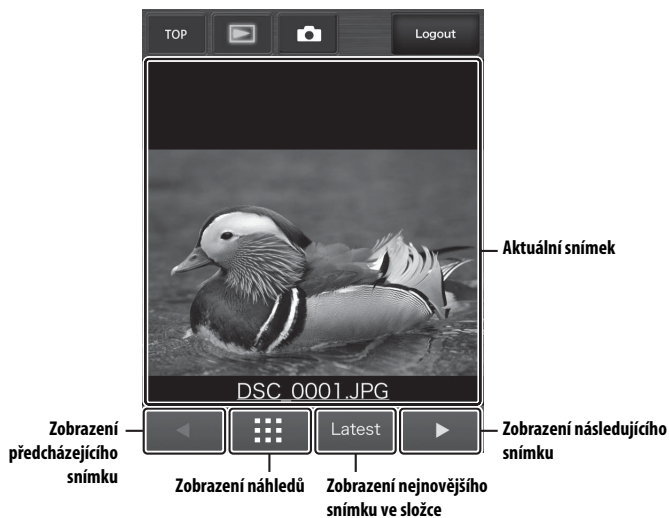 TOP
Logout
Aktuální snímek
DSC_0001.JPG
Latest
Zobrazení
předcházejícího
snímku
Zobrazení následujícího
snímku
Zobrazení náhledů
Zobrazení nejnovějšího
snímku ve složce